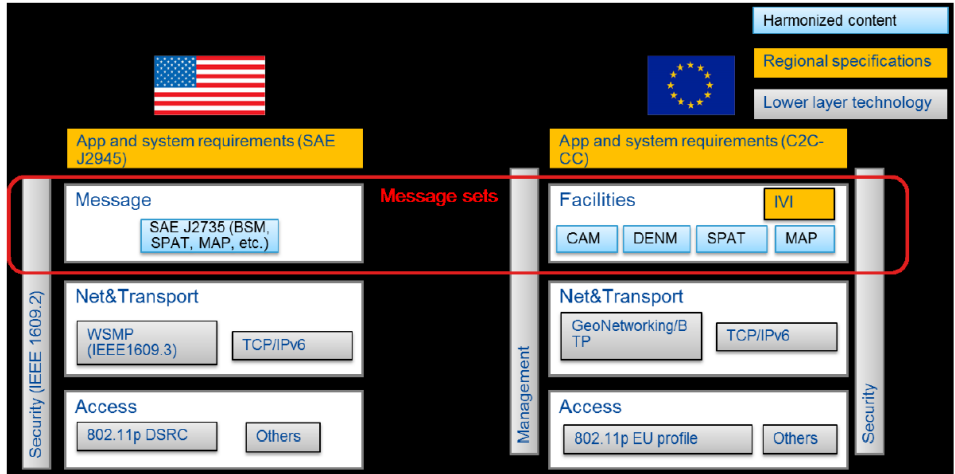 Harmonized content
Regional specifications
Lower layer technology
App and system requirements (SAE
J2945)
App and system requirements (C2C-
CC)
Message sets
Message
SAE J2735 (BSM,
SPAT, MAP, etc.)
Facilities
IVI
CAM
DENM
SPAT
MAP
Net&Transport
WSMP
(IEEE1609.3)
TCP/IPv6
Net&Transport
GeoNetworking/B
TP
TCP/IPv6
Access
802.11p DSRC
Others
Access
802.11p EU profile
Others
Security (IEEE 1609.2)
Management
Security